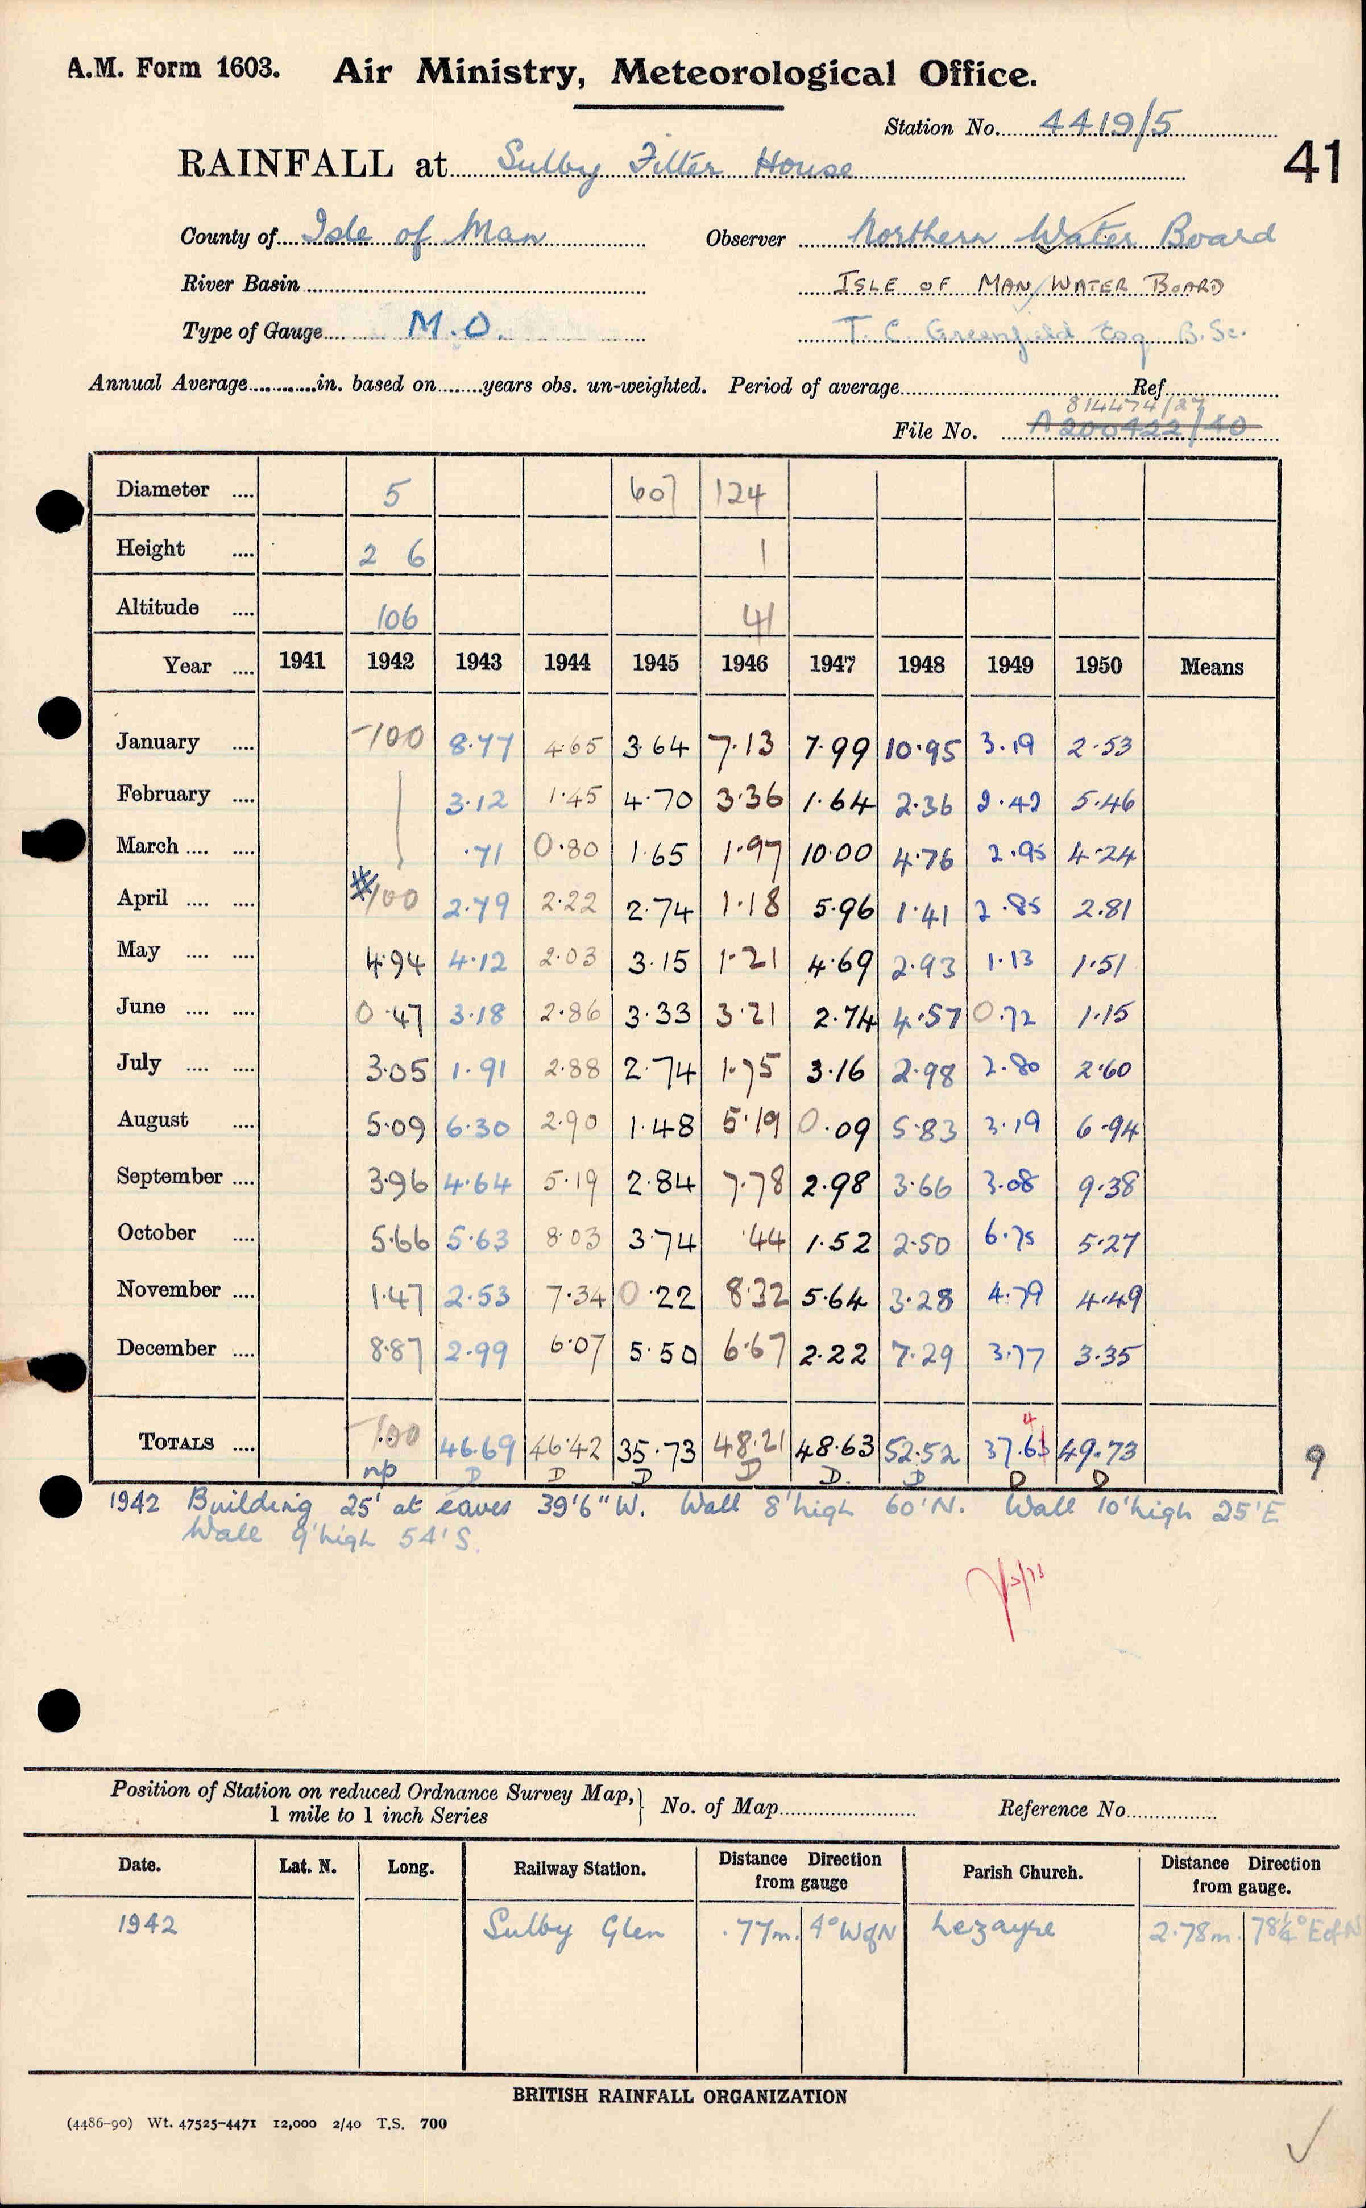 A.M. Form 1603. Air Ministry, Meteorological Office.
Station No. 4419/5
41
RAINFALL at Sulby Filter House
County of Isle of Man Observer Northern Water Board
River Basin ISLE OF MAN WATER BOARD
Type of Gauge M.O. T. C. Greenfield Esq B.Sc.
Annual Average in. based on years obs. un-weighted. Period of average Ref
814474/27
File No. A200422/40
Diameter 5 607 124
Height 2 6 1
Altitude 106 41
Year 1941 1942 1943 1944 1945 1946 1947 1948 1949 1950 Means
January -100 8.77 4.65 3.64 7.13 7.99 10.95 3.19 2.53
February 3.12 1.45 4.70 3.36 1.64 2.36 2.42 5.46
March .71 0.80 1.65 1.97 10.00 4.76 2.95 4.24
April #100 2.79 2.22 2.74 1.18 5.96 1.41 2.85 2.81
May 4.94 4.12 2.03 3.15 1.21 4.69 2.93 1.13 1.51
June 0.47 3.18 2.86 3.33 3.21 2.74 4.57 0.72 1.15
July 3.05 1.91 2.88 2.74 1.75 3.16 2.98 2.80 2.60
August 5.09 6.30 2.90 1.48 5.19 0.09 5.83 3.19 6.94
September 3.96 4.64 5.19 2.84 7.78 2.98 3.66 3.08 9.38
October 5.66 5.63 8.03 3.74 .44 1.52 2.50 6.75 5.27
November 1.47 2.53 7.34 0.22 8.32 5.64 3.28 4.79 4.49
December 8.87 2.99 6.07 5.50 6.67 2.22 7.29 3.77 3.35
4
TOTALS -100 46.69 46.42 35.73 48.21 48.63 52.52 37.63 49.73
9
np D D D D D. D D D
1942 Building 25' at eaves 39'6" W. Wall 8' high 60' N. Wall 10' high 25' E
Wall 9' high 54' S.
Position of Station on reduced Ordnance Survey Map,
1 mile to 1 inch Series
No. of Map Reference No.
Date. Lat. N. Long. Railway Station. Distance Direction from gauge Parish Church. Distance Direction from gauge.
1942 Sulby Glen .77m. 4° W of N Lezayre 2.78m. 78¼° E of N
BRITISH RAINFALL ORGANIZATION
(4486-90) Wt. 47525-4471 12,000 2/40 T.S. 700